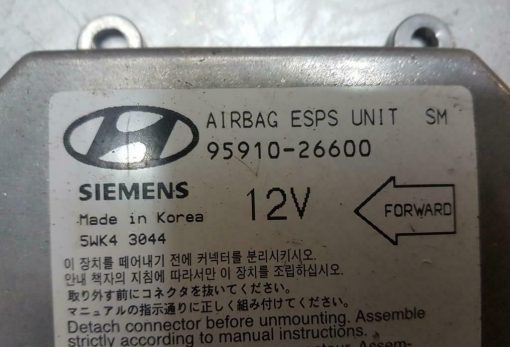 AIRBAG ESPS UNIT SM
95910-26600
SIEMENS
Made in Korea
5WK4 3044
12V
FORWARD
이 장치를 떼어내기 전에 커넥터를 분리시키시오.
안내 책자의 지침에 따라서만 이 장치를 조립하십시오.
取り外す前にコネクタを抜いてください。
マニュアルの指示通りに正しく組み付けてください。
Detach connector before unmounting. Assemble
strictly according to manual instructions.